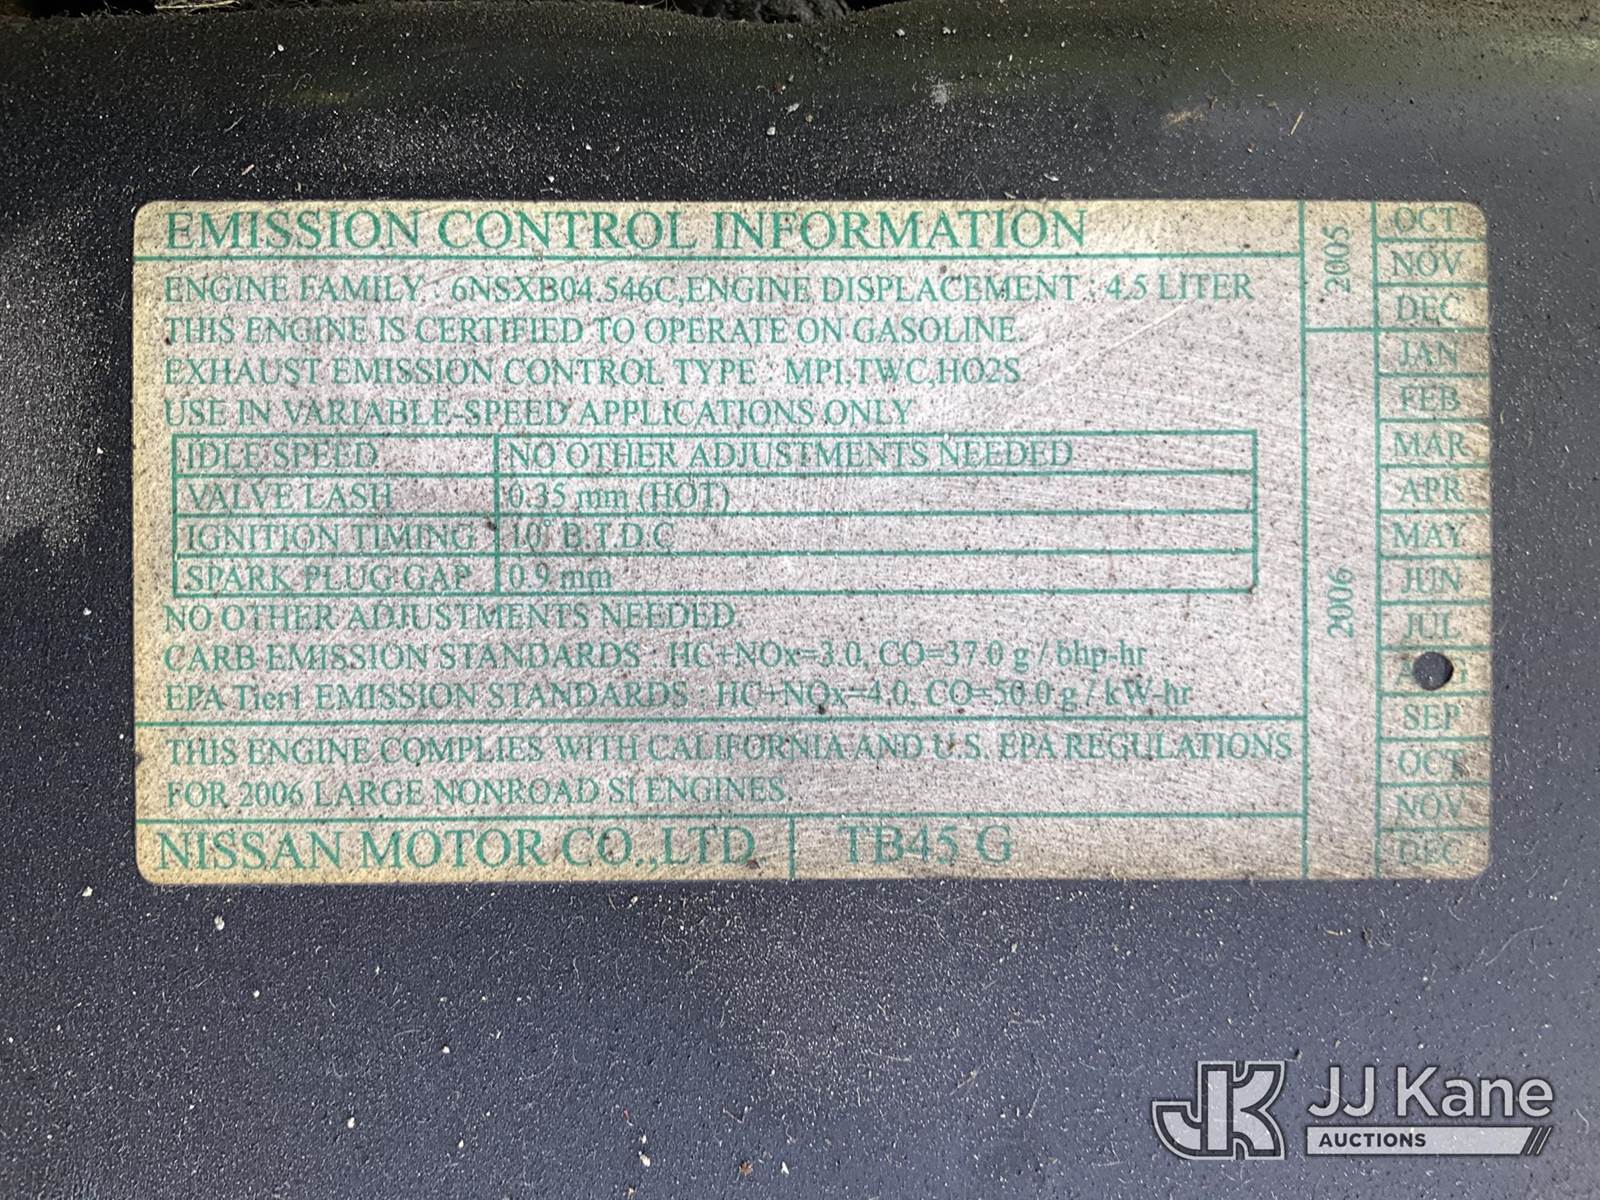 EMISSION CONTROL INFORMATION
ENGINE FAMILY : 6NSXB04.546C, ENGINE DISPLACEMENT : 4.5 LITER
THIS ENGINE IS CERTIFIED TO OPERATE ON GASOLINE.
EXHAUST EMISSION CONTROL TYPE : MPI,TWC,HO2S
USE IN VARIABLE-SPEED APPLICATIONS ONLY
IDLE SPEED NO OTHER ADJUSTMENTS NEEDED
VALVE LASH 0.35 mm (HOT)
IGNITION TIMING 10° B.T.D.C
SPARK PLUG GAP 0.9 mm
NO OTHER ADJUSTMENTS NEEDED.
CARB EMISSION STANDARDS : HC+NOx=3.0, CO=37.0 g / bhp-hr
EPA Tier1 EMISSION STANDARDS : HC+NOx=4.0, CO=50.0 g / kW-hr
THIS ENGINE COMPLIES WITH CALIFORNIA AND U.S. EPA REGULATIONS
FOR 2006 LARGE NONROAD SI ENGINES.
NISSAN MOTOR CO.,LTD. TB45 G
2005
OCT
NOV
DEC
2006
JAN
FEB
MAR
APR
MAY
JUN
JUL
SEP
OCT
NOV
DEC
JK JJ Kane
AUCTIONS